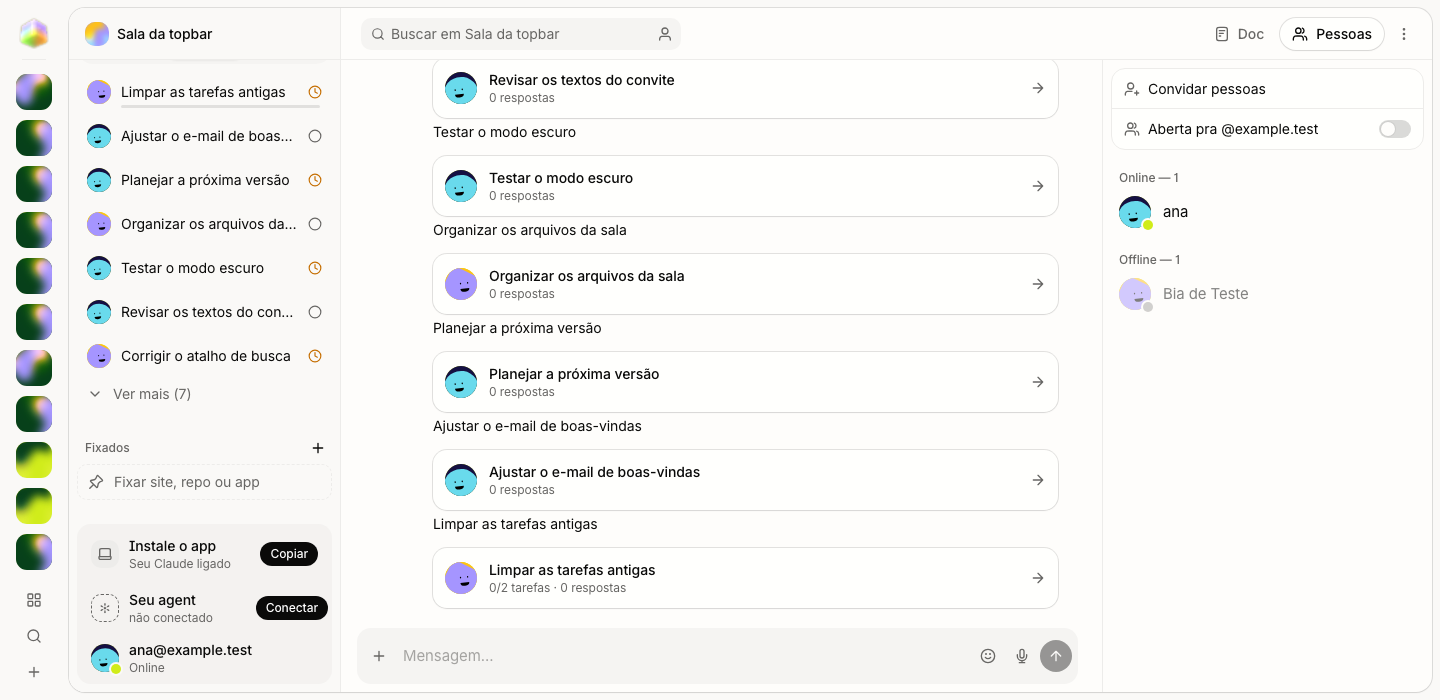 Sala da topbar
Limpar as tarefas antigas
Ajustar o e-mail de boas...
Planejar a próxima versão
Organizar os arquivos da...
Testar o modo escuro
Revisar os textos do con...
Corrigir o atalho de busca
Ver mais (7)
Fixados
Fixar site, repo ou app
Instale o app
Seu Claude ligado
Copiar
Seu agent
não conectado
Conectar
ana@example.test
Online
Buscar em Sala da topbar
Doc
Pessoas
Revisar os textos do convite
0 respostas
Testar o modo escuro
Testar o modo escuro
0 respostas
Organizar os arquivos da sala
Organizar os arquivos da sala
0 respostas
Planejar a próxima versão
Planejar a próxima versão
0 respostas
Ajustar o e-mail de boas-vindas
Ajustar o e-mail de boas-vindas
0 respostas
Limpar as tarefas antigas
Limpar as tarefas antigas
0/2 tarefas · 0 respostas
Mensagem...
Convidar pessoas
Aberta pra @example.test
Online — 1
ana
Offline — 1
Bia de Teste